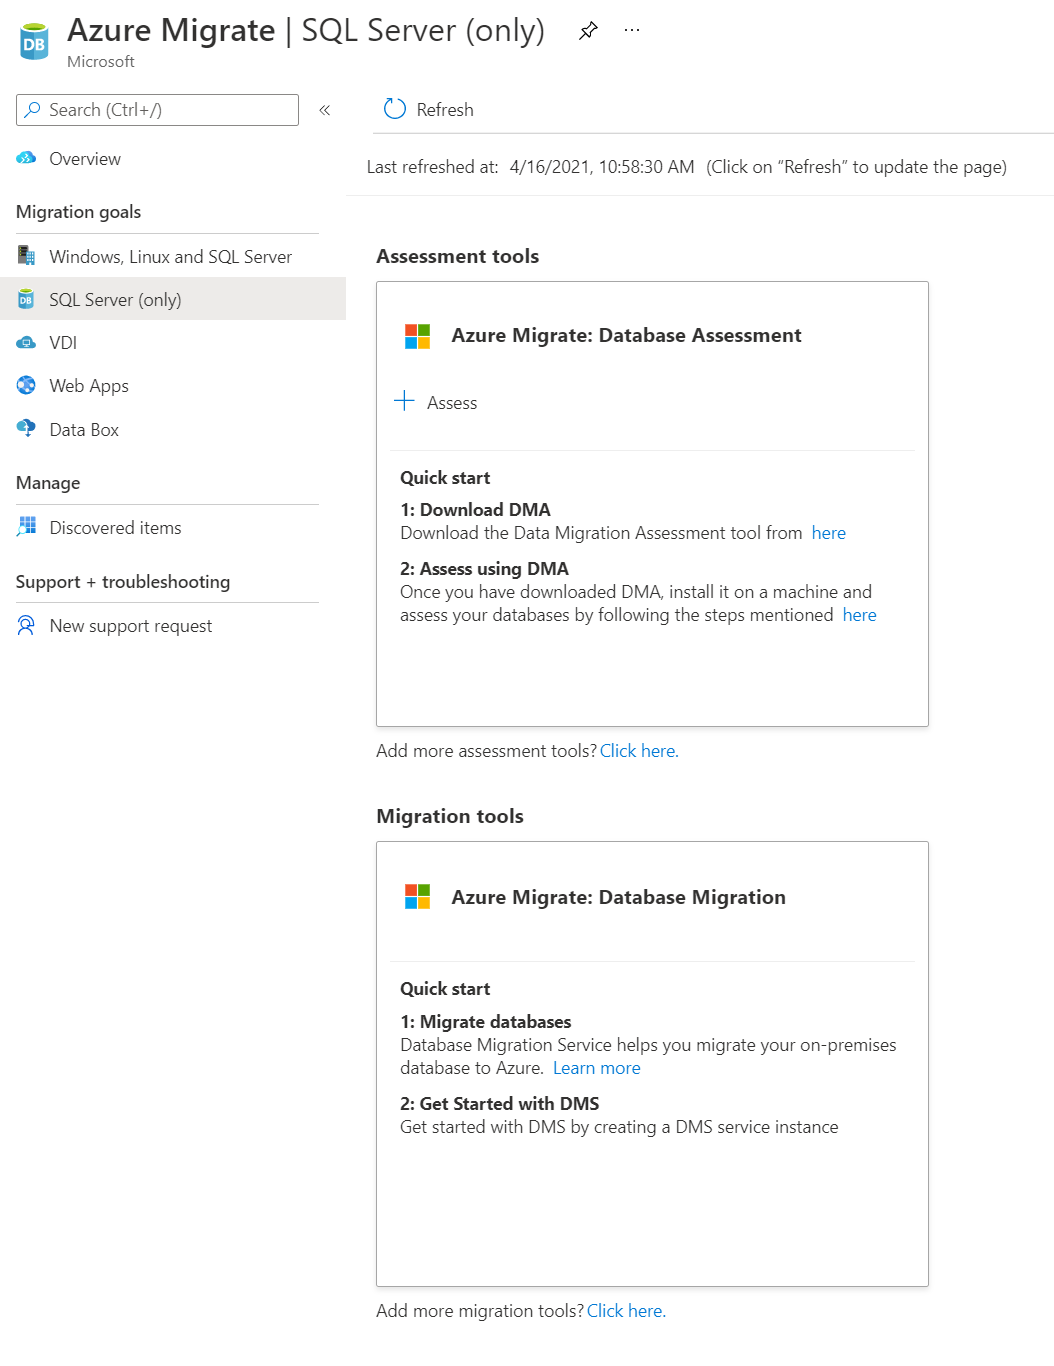 Azure Migrate | SQL Server (only)
Microsoft
Search (Ctrl+/)
«
Overview
Migration goals
Windows, Linux and SQL Server
DB SQL Server (only)
VDI
Web Apps
Data Box
Manage
Discovered items
Support + troubleshooting
New support request
Refresh
Last refreshed at: 4/16/2021, 10:58:30 AM (Click on “Refresh” to update the page)
Assessment tools
Azure Migrate: Database Assessment
Assess
Quick start
1: Download DMA
Download the Data Migration Assessment tool from here
2: Assess using DMA
Once you have downloaded DMA, install it on a machine and
assess your databases by following the steps mentioned here
Add more assessment tools? Click here.
Migration tools
Azure Migrate: Database Migration
Quick start
1: Migrate databases
Database Migration Service helps you migrate your on-premises
database to Azure. Learn more
2: Get Started with DMS
Get started with DMS by creating a DMS service instance
Add more migration tools? Click here.